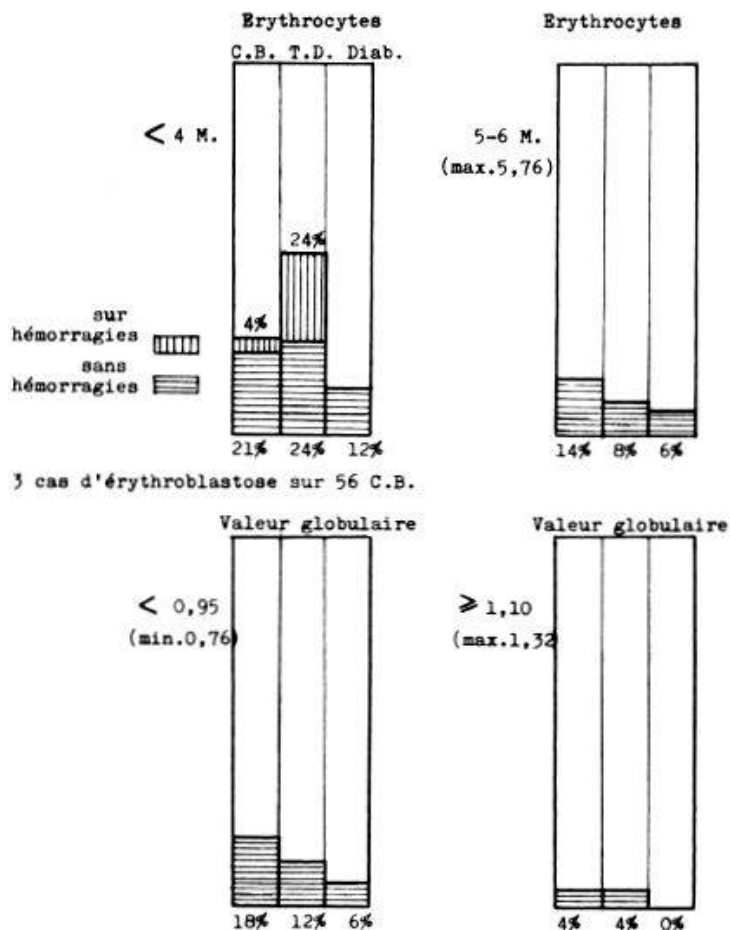 Erythrocytes
C.B. T.D. Diab.
< 4 M.
24%
4%
sur
hémorragies
sans
hémorragies
21% 24% 12%
Erythrocytes
5-6 M.
(max.5,76)
14% 8% 6%
3 cas d'érythroblastose sur 56 C.B.
Valeur globulaire
< 0,95
(min.0,76)
18% 12% 6%
Valeur globulaire
⩾ 1,10
(max.1,32)
4% 4% 0%